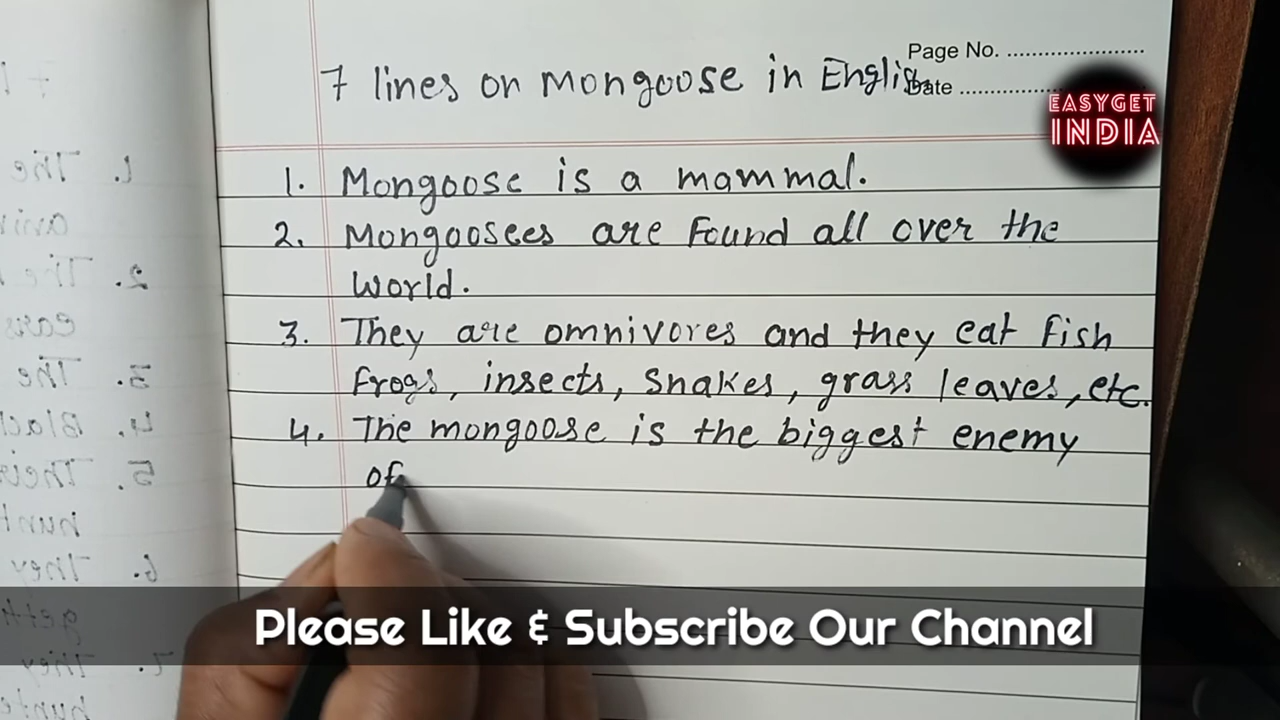 7 lines on Mongoose in English
Page No.
Date
EASYGET
INDIA
1. Mongoose is a mammal.
2. Mongoosees are Found all over the
World.
3. They are omnivores and they eat fish
Frogs, insects, snakes, grass leaves, etc.
4. The mongoose is the biggest enemy
of
Please Like & Subscribe Our Channel